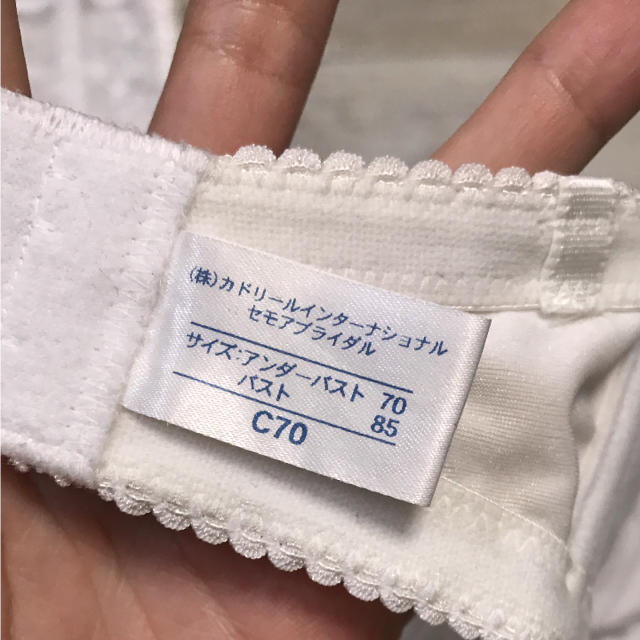 (株)カドリールインターナショナル
セモアブライダル
サイズ:アンダーバスト 70
バスト 85
C70